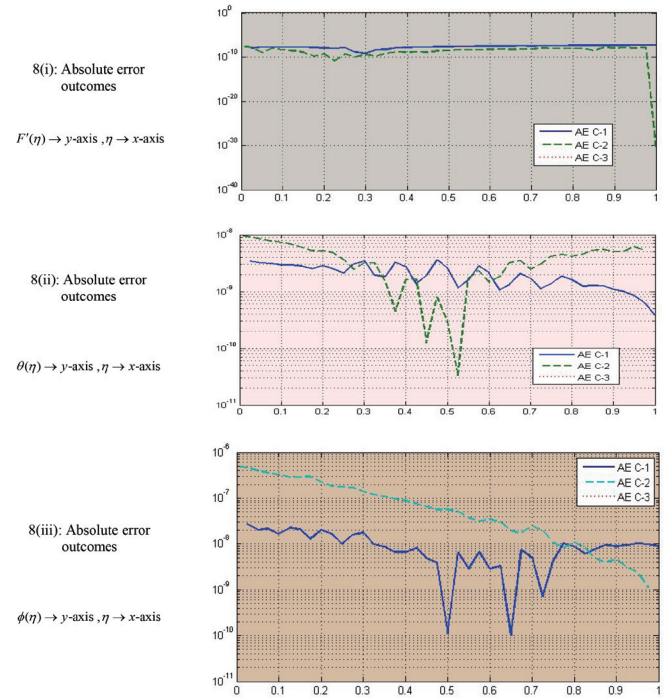 10⁰
10⁻¹⁰
10⁻²⁰
10⁻³⁰
10⁻⁴⁰
8(i): Absolute error
outcomes
F′(η) → y-axis , η → x-axis
AE C-1
AE C-2
AE C-3
0 0.1 0.2 0.3 0.4 0.5 0.6 0.7 0.8 0.9 1
10⁻⁸
10⁻⁹
10⁻¹⁰
10⁻¹¹
8(ii): Absolute error
outcomes
θ(η) → y-axis , η → x-axis
AE C-1
AE C-2
AE C-3
0 0.1 0.2 0.3 0.4 0.5 0.6 0.7 0.8 0.9 1
10⁻⁶
10⁻⁷
10⁻⁸
10⁻⁹
10⁻¹⁰
10⁻¹¹
8(iii): Absolute error
outcomes
ϕ(η) → y-axis , η → x-axis
AE C-1
AE C-2
AE C-3
0 0.1 0.2 0.3 0.4 0.5 0.6 0.7 0.8 0.9